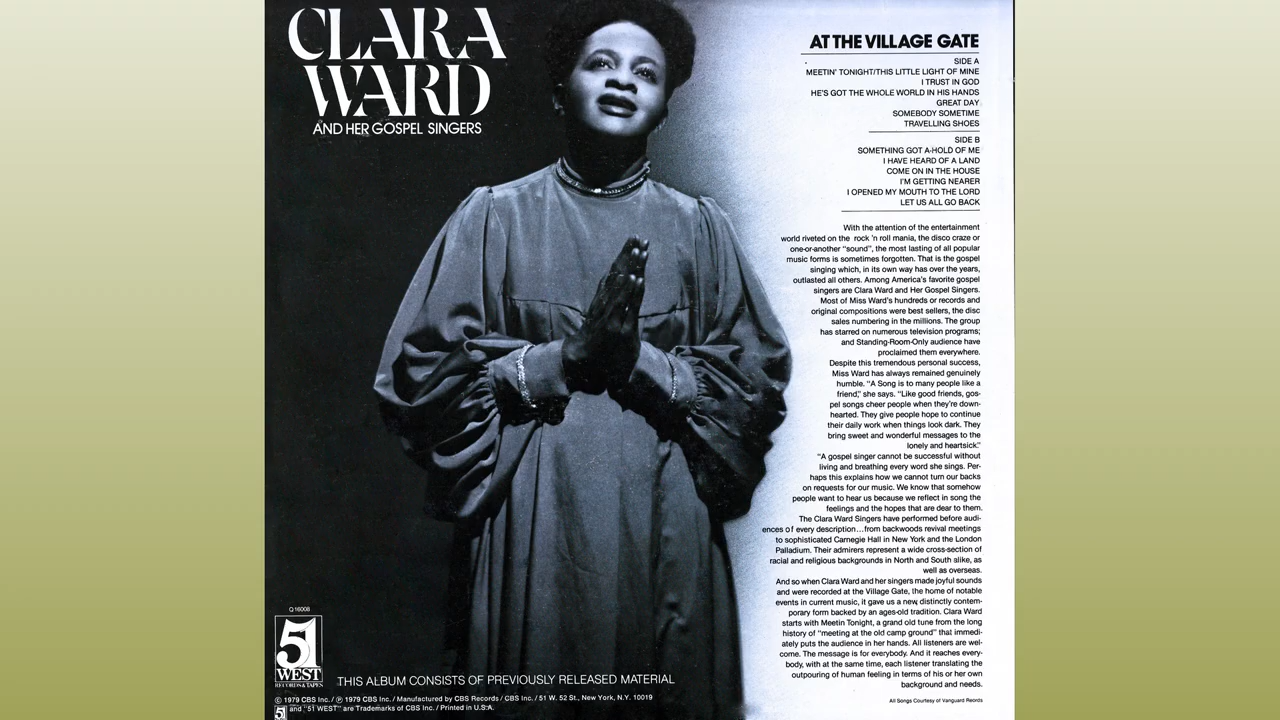 CLARA
WARD
AND HER GOSPEL SINGERS
AT THE VILLAGE GATE
SIDE A
MEETIN' TONIGHT/THIS LITTLE LIGHT OF MINE
I TRUST IN GOD
HE'S GOT THE WHOLE WORLD IN HIS HANDS
GREAT DAY
SOMEBODY SOMETIME
TRAVELLING SHOES
SIDE B
SOMETHING GOT A-HOLD OF ME
I HAVE HEARD OF A LAND
COME ON IN THE HOUSE
I'M GETTING NEARER
I OPENED MY MOUTH TO THE LORD
LET US ALL GO BACK
With the attention of the entertainment
world riveted on the rock 'n roll mania, the disco craze or
one-or-another "sound", the most lasting of all popular
music forms is sometimes forgotten. That is the gospel
singing which, in its own way has over the years,
outlasted all others. Among America's favorite gospel
singers are Clara Ward and Her Gospel Singers.
Most of Miss Ward's hundreds or records and
original compositions were best sellers, the disc
sales numbering in the millions. The group
has starred on numerous television programs;
and Standing-Room-Only audience have
proclaimed them everywhere.
Despite this tremendous personal success,
Miss Ward has always remained genuinely
humble. "A Song is to many people like a
friend," she says. "Like good friends, gos-
pel songs cheer people when they're down-
hearted. They give people hope to continue
their daily work when things look dark. They
bring sweet and wonderful messages to the
lonely and heartsick."
"A gospel singer cannot be successful without
living and breathing every word she sings. Per-
haps this explains how we cannot turn our backs
on requests for our music. We know that somehow
people want to hear us because we reflect in song the
feelings and the hopes that are dear to them.
The Clara Ward Singers have performed before audi-
ences of every description...from backwoods revival meetings
to sophisticated Carnegie Hall in New York and the London
Palladium. Their admirers represent a wide cross-section of
racial and religious backgrounds in North and South alike, as
well as overseas.
And so when Clara Ward and her singers made joyful sounds
and were recorded at the Village Gate, the home of notable
events in current music, it gave us a new, distinctly contem-
porary form backed by an ages-old tradition. Clara Ward
starts with Meetin Tonight, a grand old tune from the long
history of "meeting at the old camp ground" that immedi-
ately puts the audience in her hands. All listeners are wel-
come. The message is for everybody. And it reaches every-
body, with at the same time, each listener translating the
outpouring of human feeling in terms of his or her own
background and needs.
All Songs Courtesy of Vanguard Reords
Q 16008
51
WEST
RECORDS & TAPES
THIS ALBUM CONSISTS OF PREVIOUSLY RELEASED MATERIAL
© 1979 CBS Inc. / ℗ 1979 CBS Inc. / Manufactured by CBS Records / CBS Inc. / 51 W. 52 St., New York, N.Y. 10019
51 and "51 WEST" are Trademarks of CBS Inc. / Printed in U.S.A.